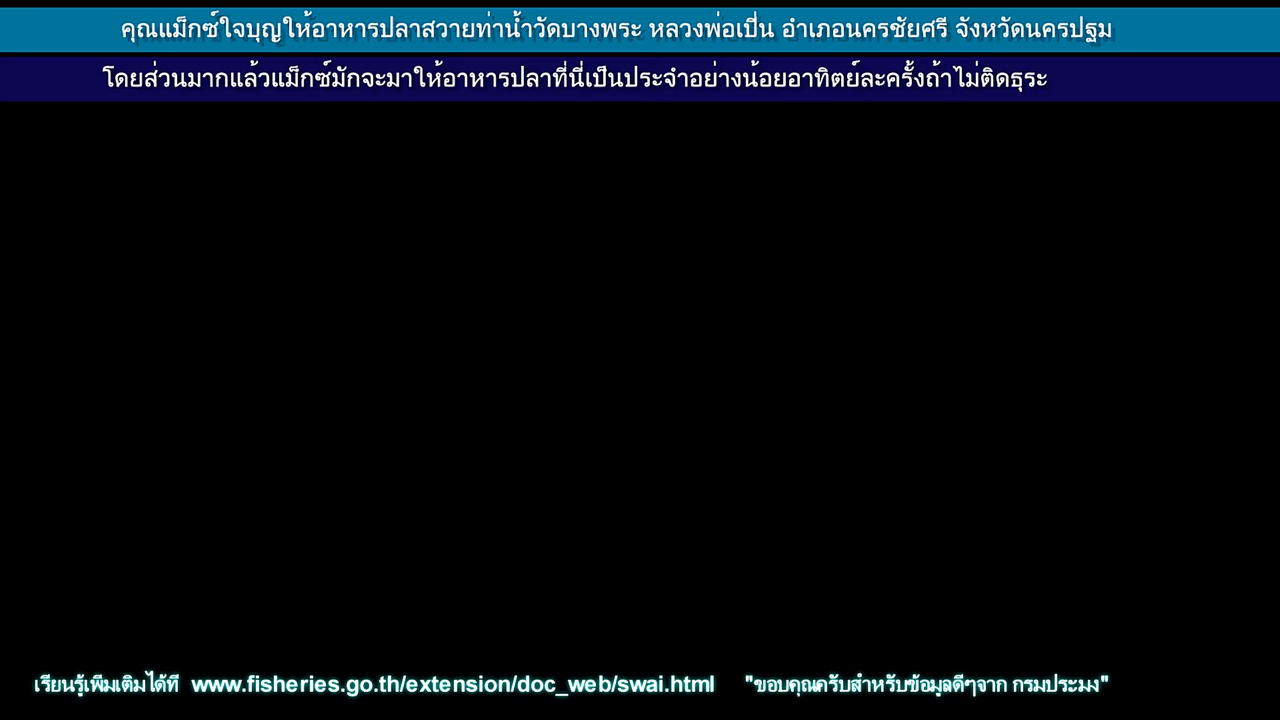 คุณแม็กซ์ใจบุญให้อาหารปลาสวายท่าน้ำวัดบางพระ หลวงพ่อเปิ่น อำเภอนครชัยศรี จังหวัดนครปฐม
โดยส่วนมากแล้วแม็กซ์มักจะมาให้อาหารปลาที่นี่เป็นประจำอย่างน้อยอาทิตย์ละครั้งถ้าไม่ติดธุระ
เรียนรู้เพิ่มเติมได้ที่ www.fisheries.go.th/extension/doc_web/swai.html "ขอบคุณครับสำหรับข้อมูลดีๆจาก กรมประมง"